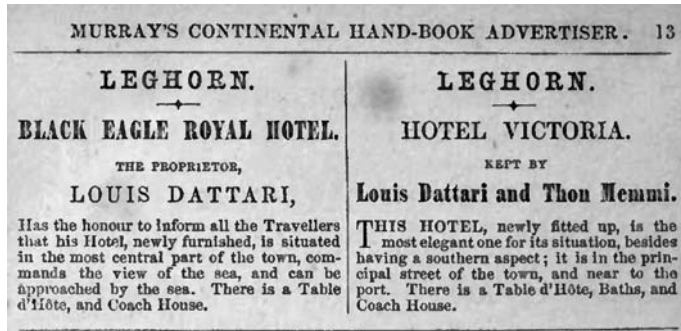 MURRAY'S CONTINENTAL HAND-BOOK ADVERTISER. 13
LEGHORN.
BLACK EAGLE ROYAL HOTEL.
THE PROPRIETOR,
LOUIS DATTARI,
Has the honour to inform all the Travellers
that his Hotel, newly furnished, is situated
in the most central part of the town, com-
mands the view of the sea, and can be
approached by the sea. There is a Table
d'Hôte, and Coach House.
LEGHORN.
HOTEL VICTORIA.
KEPT BY
Louis Dattari and Thou Memmi.
THIS HOTEL, newly fitted up, is the
most elegant one for its situation, besides
having a southern aspect; it is in the prin-
cipal street of the town, and near to the
port. There is a Table d'Hôte, Baths, and
Coach House.